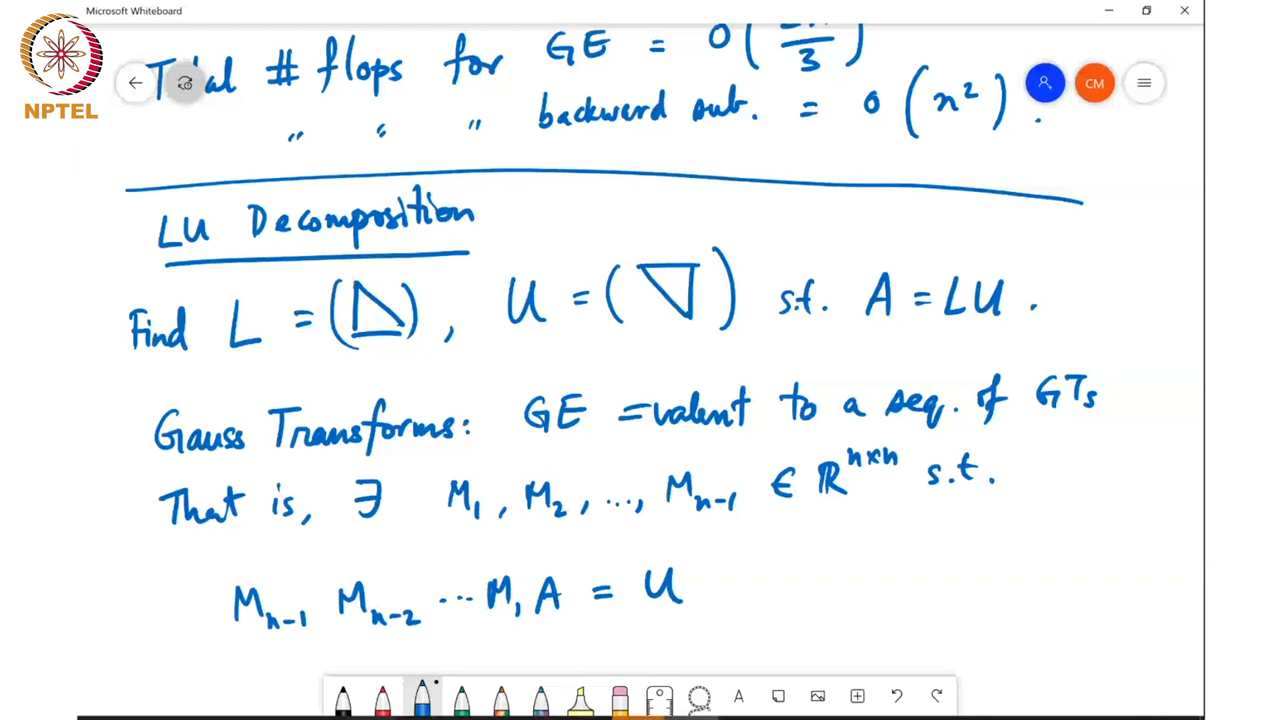 Microsoft Whiteboard
NPTEL
Total # flops for GE = O( /3 )
" " " backward sub. = O (n²).
CM
LU Decomposition
Find L = ( ), U = ( ) s.t. A = LU.
Gauss Transforms: GE =valent to a seq. of GTs
That is, ∃ M₁, M₂, ..., Mₙ₋₁ ∈ ℝⁿˣⁿ s.t.
Mₙ₋₁ Mₙ₋₂ ... M₁ A = U
A